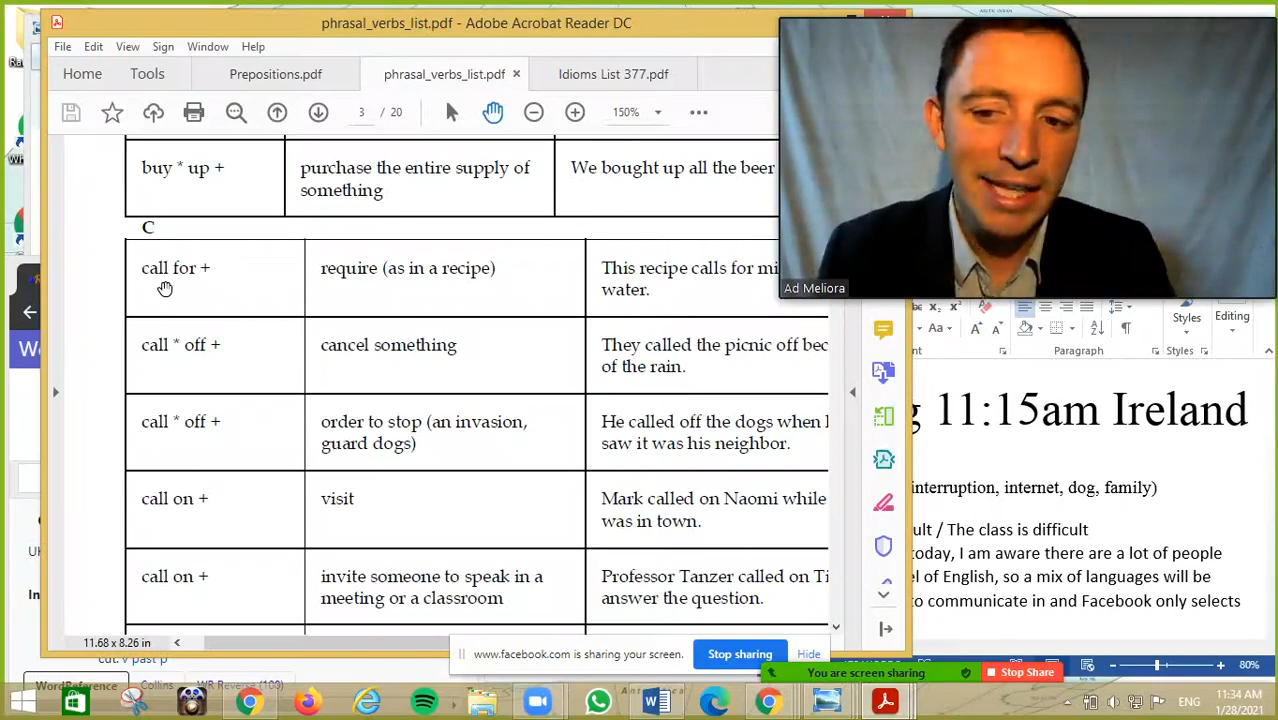 phrasal_verbs_list.pdf - Adobe Acrobat Reader DC
File Edit View Sign Window Help
Home Tools Prepositions.pdf phrasal_verbs_list.pdf × Idioms List 377.pdf
3 / 20 150%
buy * up + purchase the entire supply of something We bought up all the beer
C
call for + require (as in a recipe) This recipe calls for
water.
call * off + cancel something They called the picnic off
of the rain.
call * off + order to stop (an invasion, He called off the dogs when
guard dogs) saw it was his neighbor.
call on + visit Mark called on Naomi while
was in town.
call on + invite someone to speak in a Professor Tanzer called on
meeting or a classroom answer the question.
11.68 x 8.26 in
Ad Meliora
Styles Editing
Paragraph Styles
11:15am Ireland
interruption, internet, dog, family)
/ The class is difficult
today, I am aware there are a lot of people
of English, so a mix of languages will be
to communicate in and Facebook only selects
www.facebook.com is sharing your screen. Stop sharing Hide
You are screen sharing Stop Share
80%
cut: v past p
WordReference Collins WR Reverse (100)
ENG
11:34 AM
1/28/2021